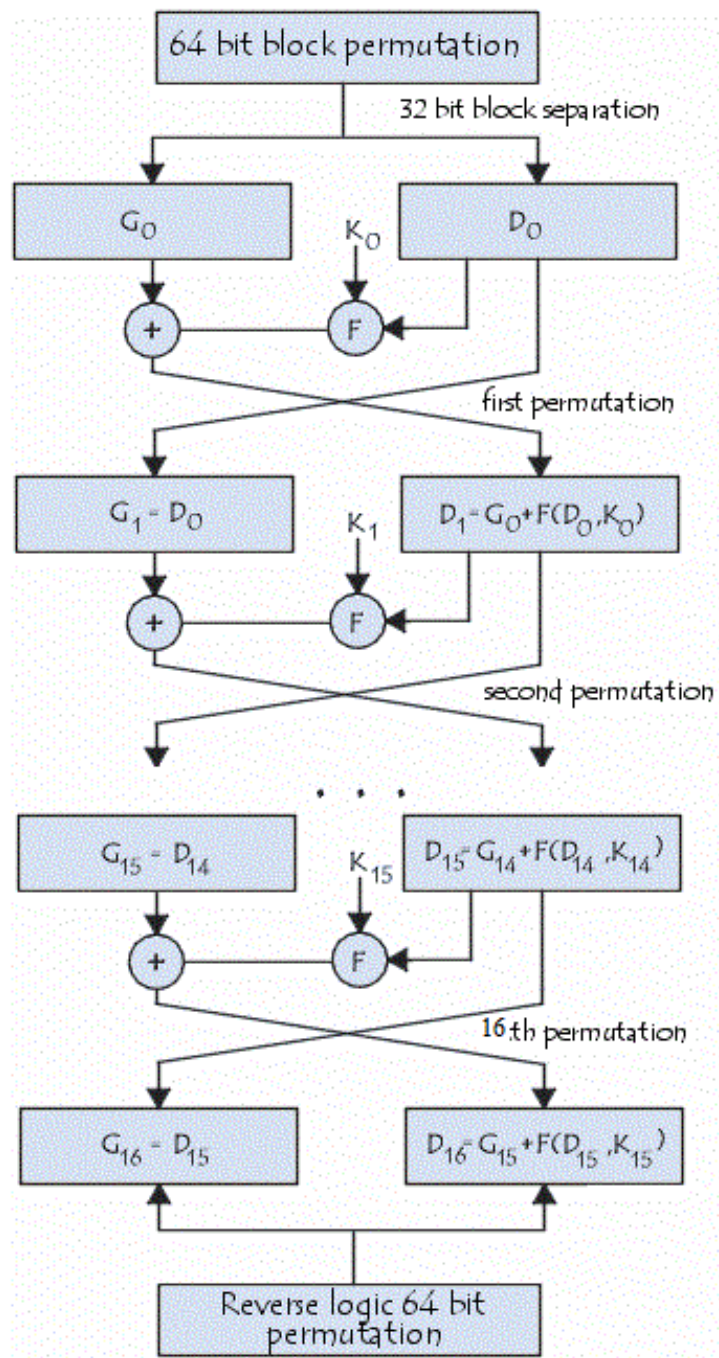 64 bit block permutation
32 bit block separation
G0
K0
D0
+
F
first permutation
G1 = D0
K1
D1=G0+F(D0,K0)
+
F
second permutation
. . .
G15 = D14
K15
D15=G14+F(D14,K14)
+
F
16:th permutation
G16 = D15
D16=G15+F(D15,K15)
Reverse logic 64 bit
permutation